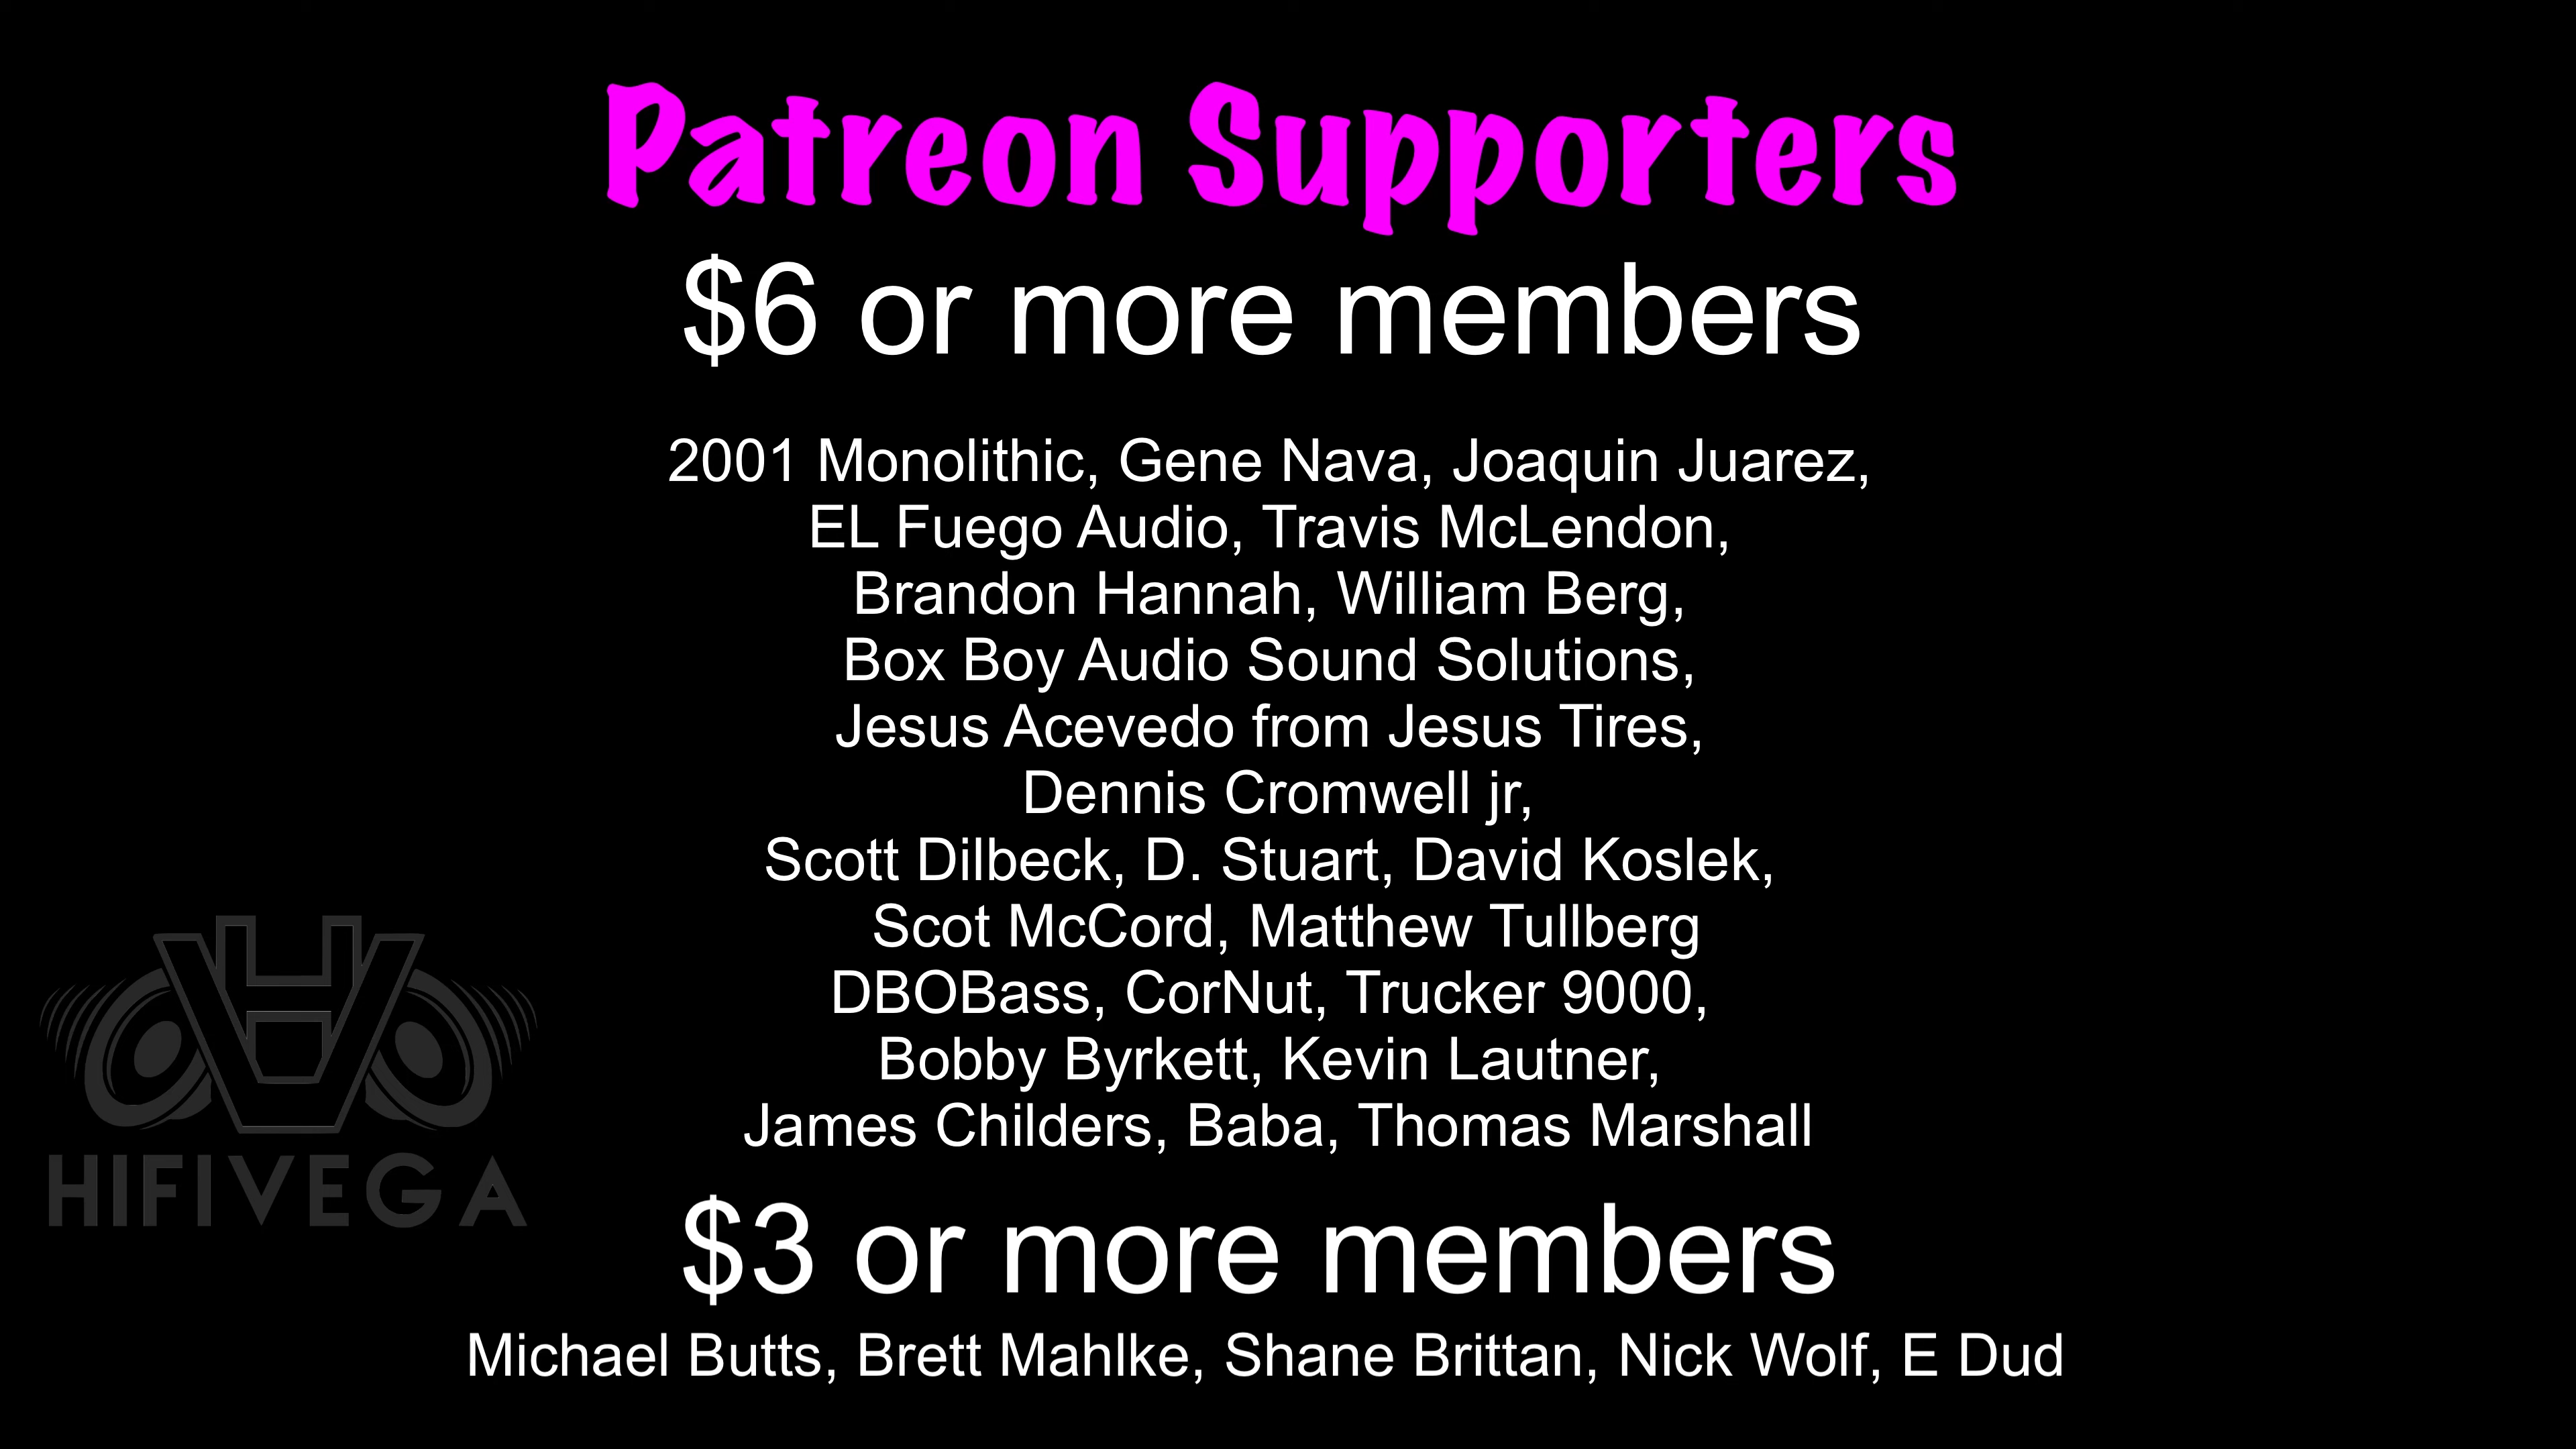 Patreon Supporters
$6 or more members
2001 Monolithic, Gene Nava, Joaquin Juarez,
EL Fuego Audio, Travis McLendon,
Brandon Hannah, William Berg,
Box Boy Audio Sound Solutions,
Jesus Acevedo from Jesus Tires,
Dennis Cromwell jr,
Scott Dilbeck, D. Stuart, David Koslek,
Scot McCord, Matthew Tullberg
DBOBass, CorNut, Trucker 9000,
Bobby Byrkett, Kevin Lautner,
James Childers, Baba, Thomas Marshall
HIFIVEGA
$3 or more members
Michael Butts, Brett Mahlke, Shane Brittan, Nick Wolf, E Dud